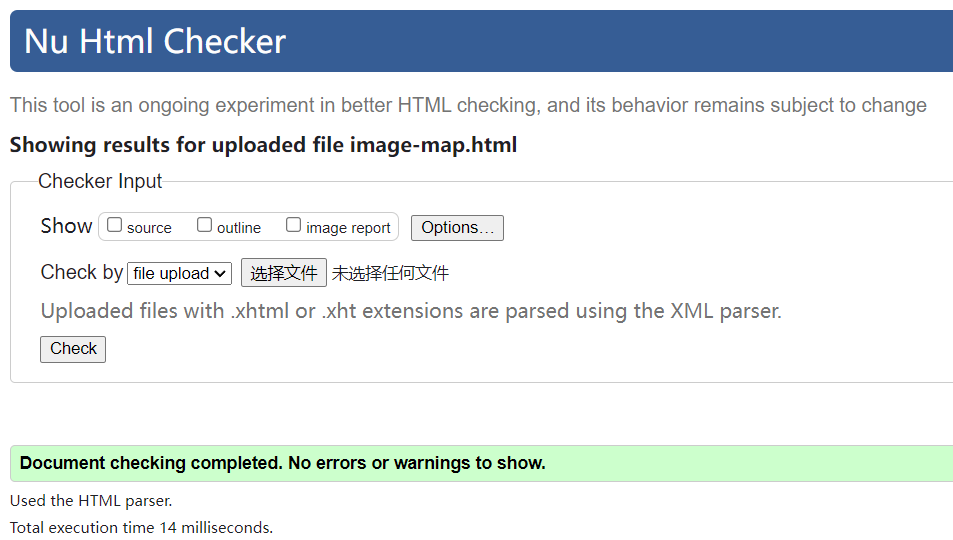 Nu Html Checker
This tool is an ongoing experiment in better HTML checking, and its behavior remains subject to change
Showing results for uploaded file image-map.html
Checker Input
Show source outline image report Options...
Check by file upload 选择文件 未选择任何文件
Uploaded files with .xhtml or .xht extensions are parsed using the XML parser.
Check
Document checking completed. No errors or warnings to show.
Used the HTML parser.
Total execution time 14 milliseconds.